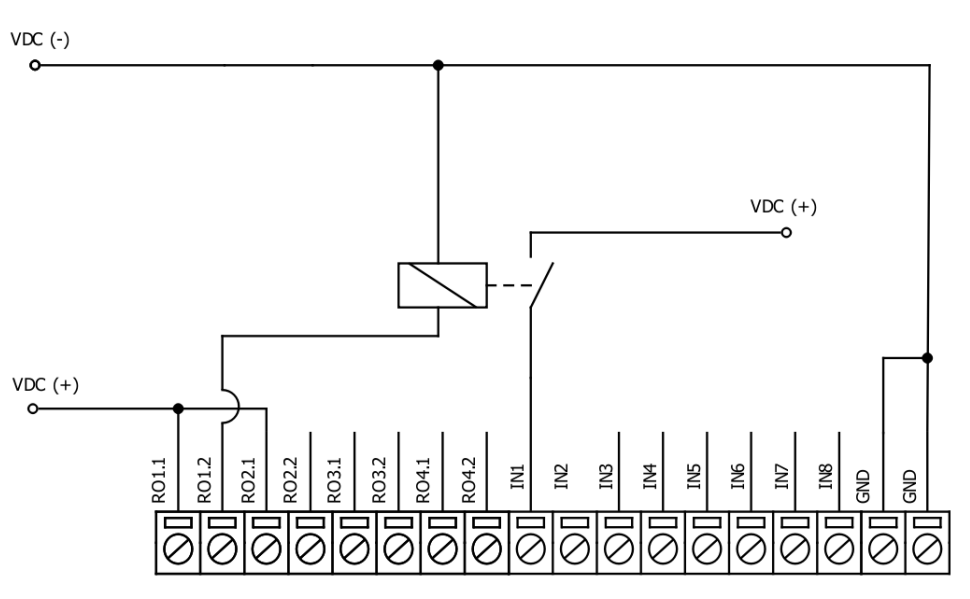 VDC (-)
VDC (+)
VDC (+)
RO1.1
RO1.2
RO2.1
RO2.2
RO3.1
RO3.2
RO4.1
RO4.2
IN1
IN2
IN3
IN4
IN5
IN6
IN7
IN8
GND
GND